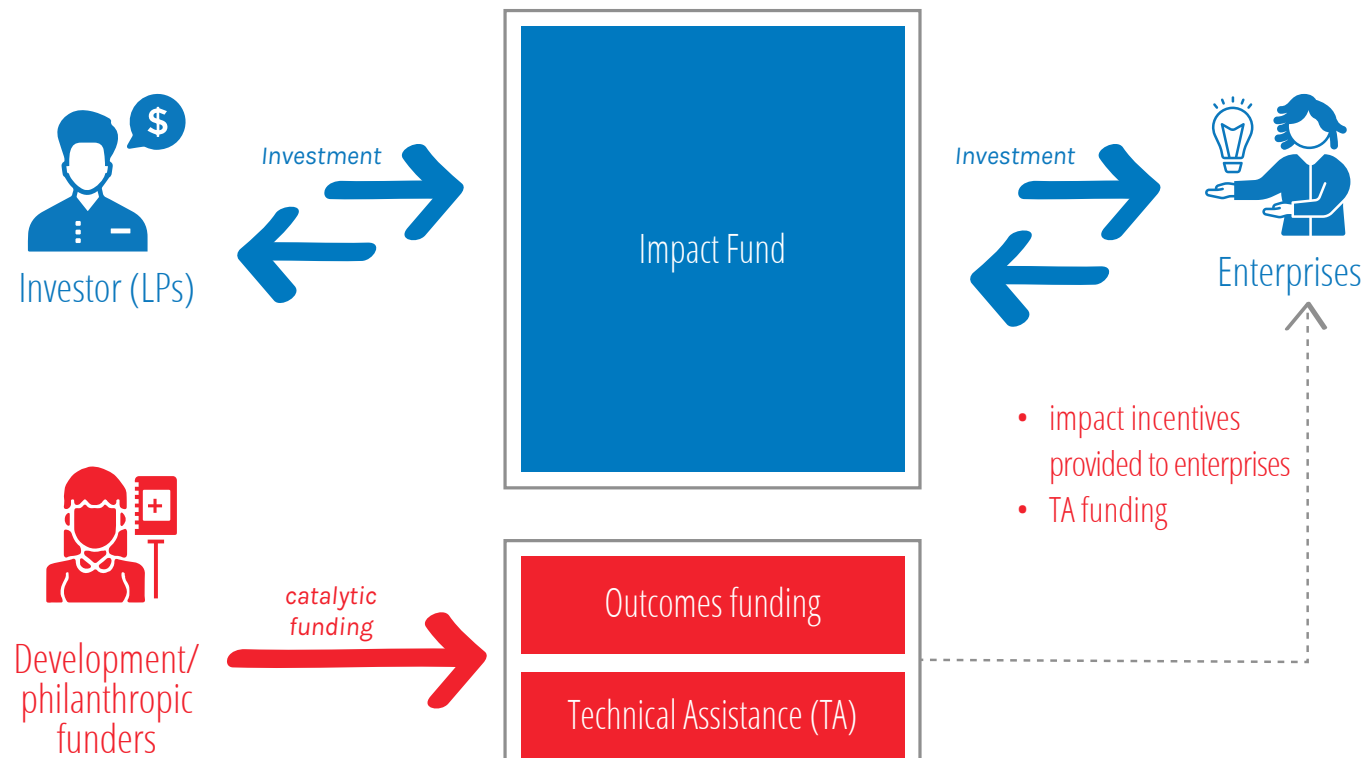 $
Investment
Investor (LPs)
Impact Fund
Investment
Enterprises
• impact incentives
provided to enterprises
• TA funding
Development/
philanthropic
funders
catalytic
funding
Outcomes funding
Technical Assistance (TA)